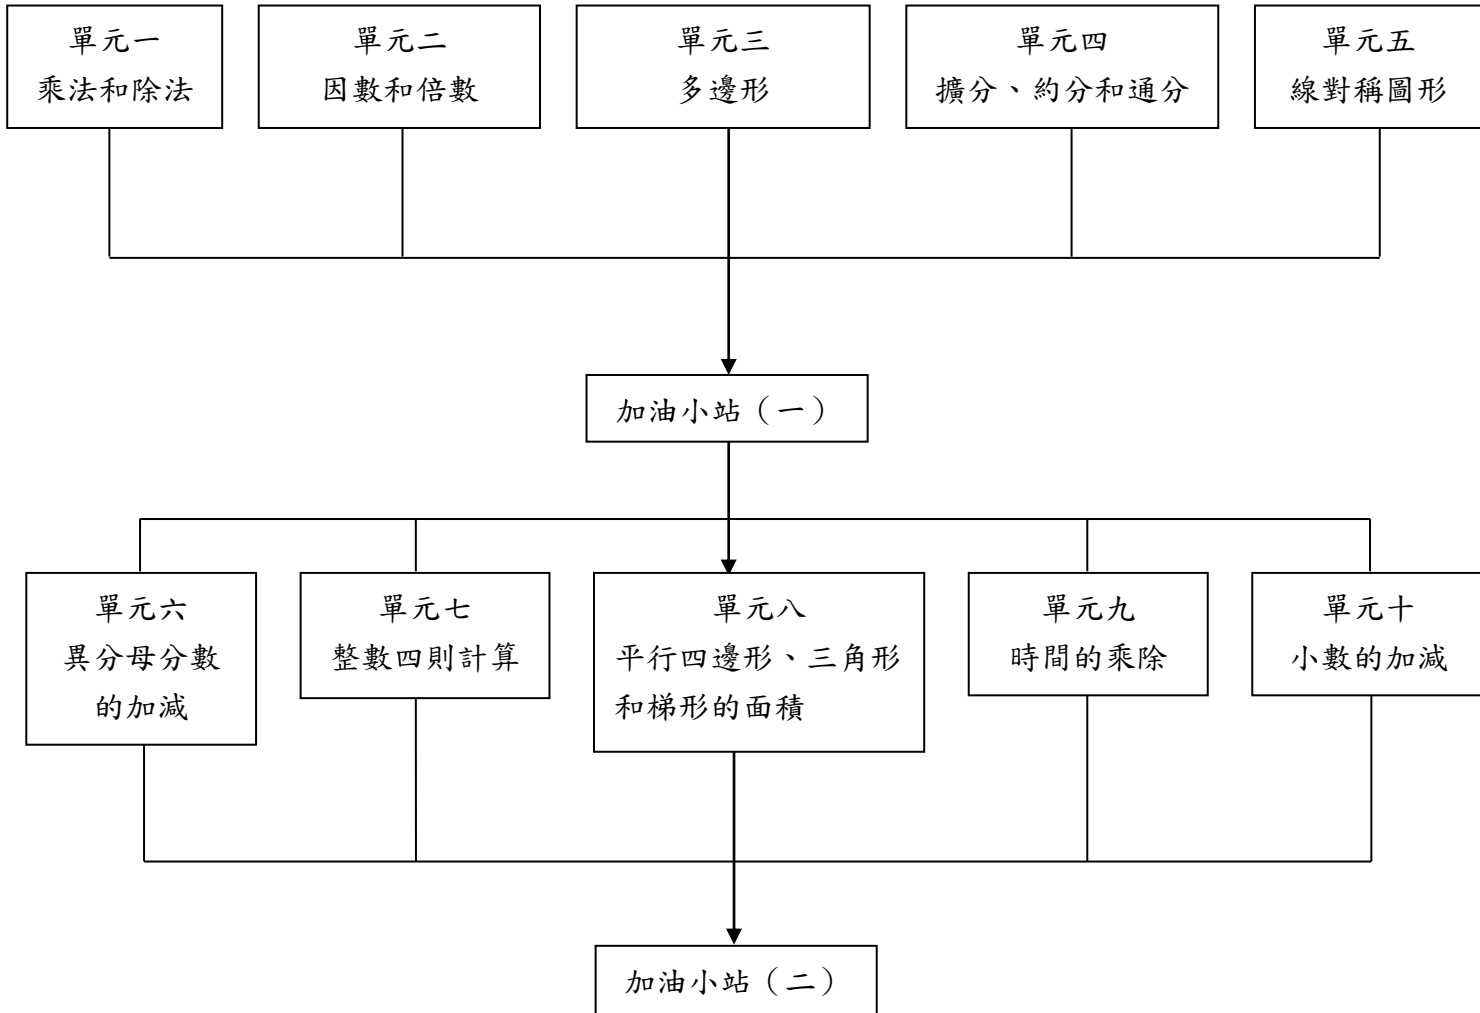 單元一
乘法和除法
單元二
因數和倍數
單元三
多邊形
單元四
擴分、約分和通分
單元五
線對稱圖形
加油小站（一）
單元六
異分母分數
的加減
單元七
整數四則計算
單元八
平行四邊形、三角形
和梯形的面積
單元九
時間的乘除
單元十
小數的加減
加油小站（二）